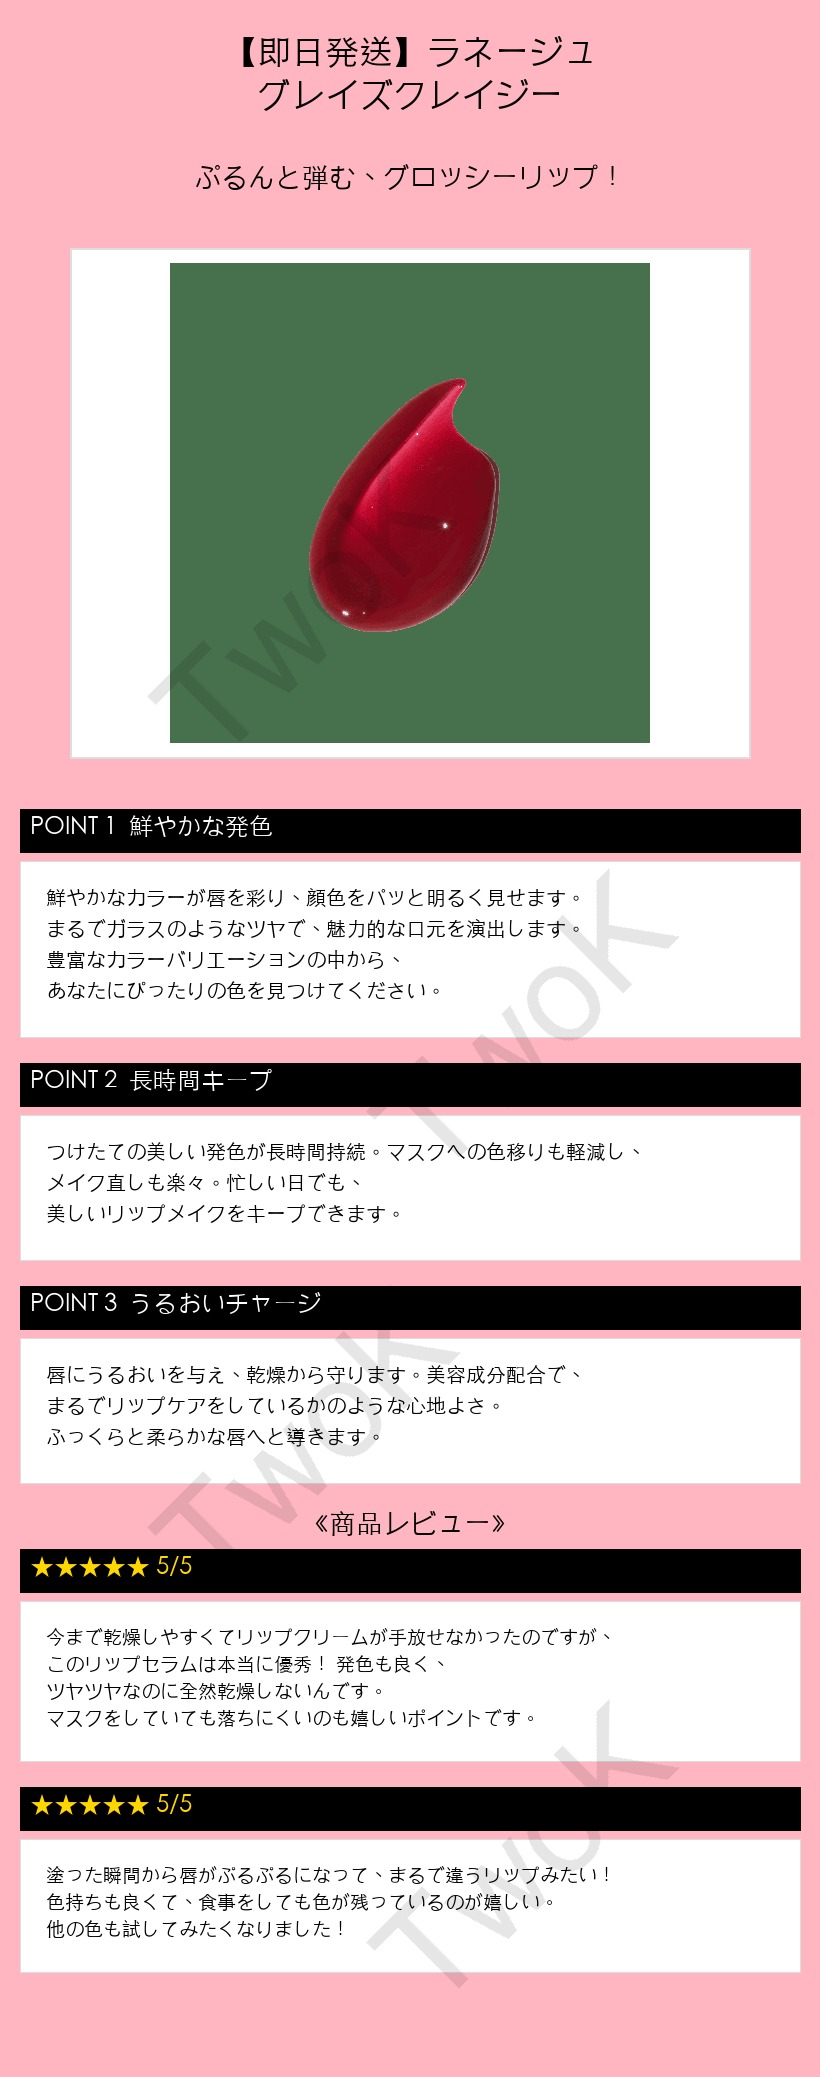 【即日発送】ラネージュ
グレイズクレイジー
ぷるんと弾む、グロッシーリップ！
TwoK
POINT 1 鮮やかな発色
鮮やかなカラーが唇を彩り、顔色をパッと明るく見せます。
まるでガラスのようなツヤで、魅力的な口元を演出します。
豊富なカラーバリエーションの中から、
あなたにぴったりの色を見つけてください。
TwoK
POINT 2 長時間キープ
つけたての美しい発色が長時間持続。マスクへの色移りも軽減し、
メイク直しも楽々。忙しい日でも、
美しいリップメイクをキープできます。
POINT 3 うるおいチャージ
唇にうるおいを与え、乾燥から守ります。美容成分配合で、
まるでリップケアをしているかのような心地よさ。
ふっくらと柔らかな唇へと導きます。
TwoK
《商品レビュー》
★★★★★ 5/5
今まで乾燥しやすくてリップクリームが手放せなかったのですが、
このリップセラムは本当に優秀！ 発色も良く、
ツヤツヤなのに全然乾燥しないんです。
マスクをしていても落ちにくいのも嬉しいポイントです。
★★★★★ 5/5
塗った瞬間から唇がぷるぷるになって、まるで違うリップみたい！
色持ちも良くて、食事をしても色が残っているのが嬉しい。
他の色も試してみたくなりました！
TwoK